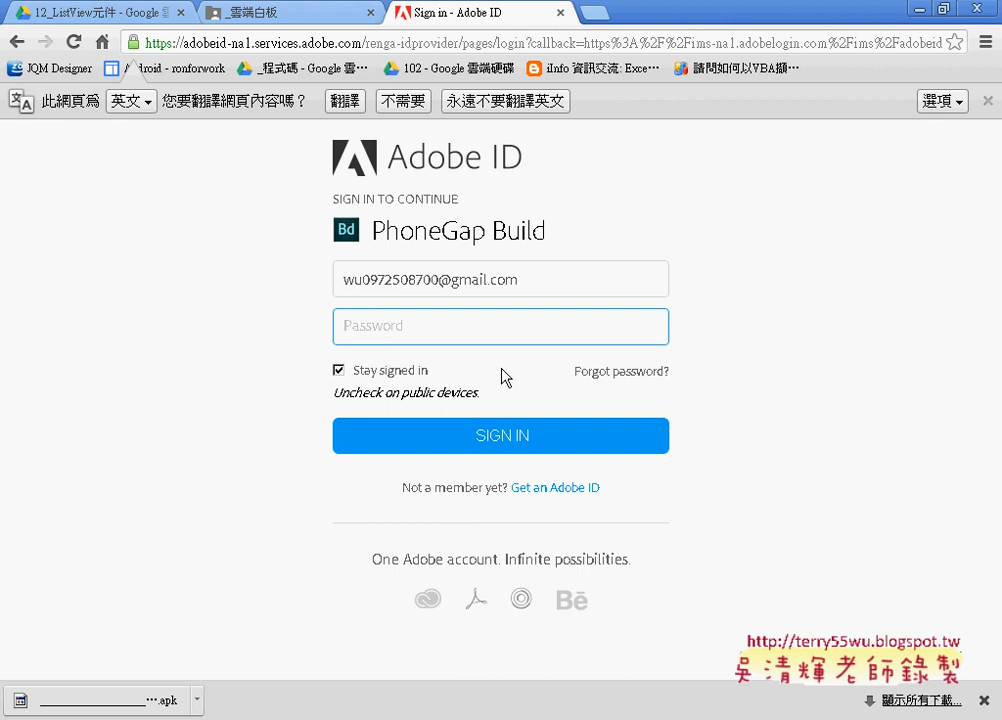 12_ListView元件 - Google 雲
_雲端白板
Sign in - Adobe ID
https://adobeid-na1.services.adobe.com/renga-idprovider/pages/login?callback=https%3A%2F%2Fims-na1.adobelogin.com%2Fims%2Fadobeid
JQM Designer
Android - ronforwork
_程式碼 - Google 雲…
102 - Google 雲端硬碟
iInfo 資訊交流: Exce…
請問如何以VBA擷…
此網頁為 英文 您要翻譯網頁內容嗎？ 翻譯 不需要 永遠不要翻譯英文 選項
Adobe ID
SIGN IN TO CONTINUE
Bd PhoneGap Build
wu0972508700@gmail.com
Password
Stay signed in Forgot password?
Uncheck on public devices.
SIGN IN
Not a member yet? Get an Adobe ID
One Adobe account. Infinite possibilities.
Bē
http://terry55wu.blogspot.tw
吳清輝老師錄製
…apk
顯示所有下載...